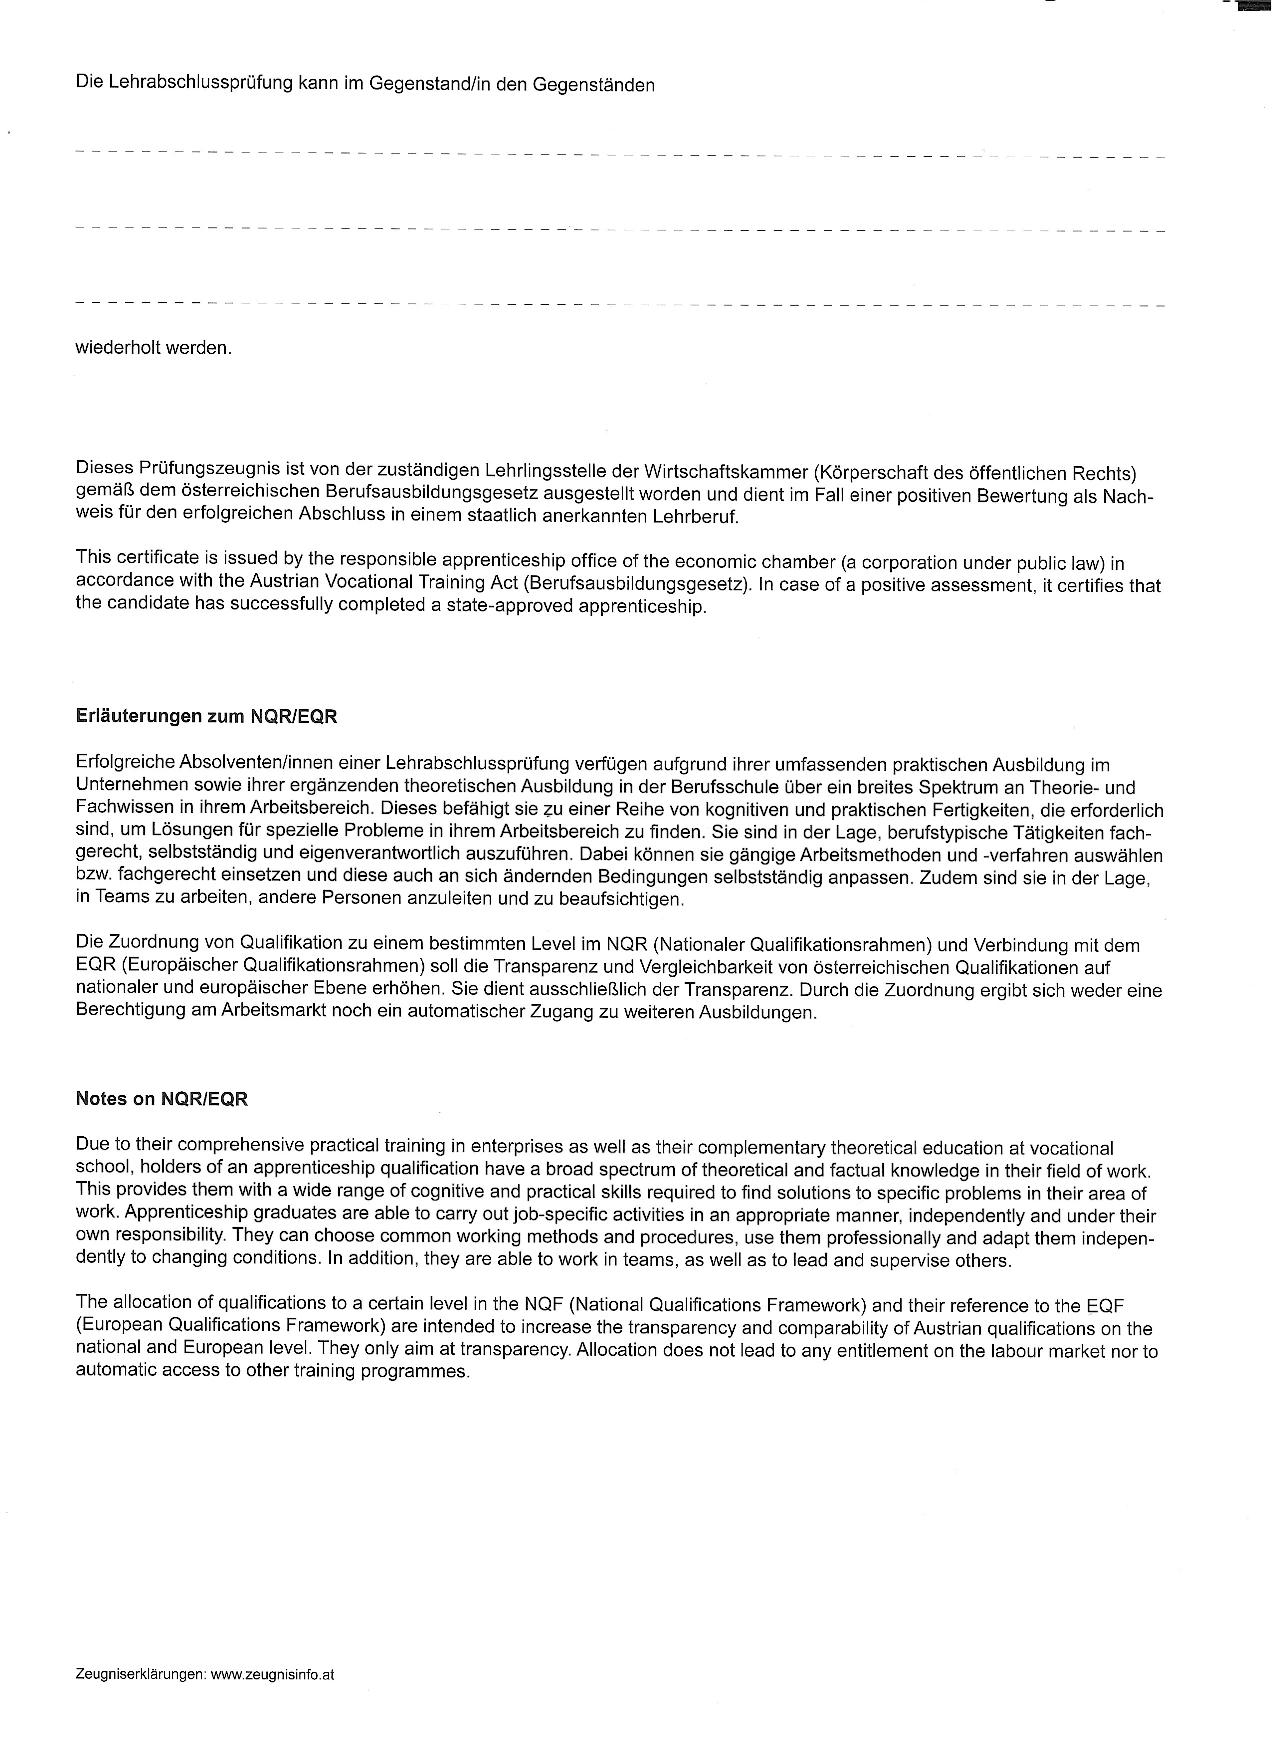 Die Lehrabschlussprüfung kann im Gegenstand/in den Gegenständen
wiederholt werden.
Dieses Prüfungszeugnis ist von der zuständigen Lehrlingsstelle der Wirtschaftskammer (Körperschaft des öffentlichen Rechts)
gemäß dem österreichischen Berufsausbildungsgesetz ausgestellt worden und dient im Fall einer positiven Bewertung als Nach-
weis für den erfolgreichen Abschluss in einem staatlich anerkannten Lehrberuf.
This certificate is issued by the responsible apprenticeship office of the economic chamber (a corporation under public law) in
accordance with the Austrian Vocational Training Act (Berufsausbildungsgesetz). In case of a positive assessment, it certifies that
the candidate has successfully completed a state-approved apprenticeship.
Erläuterungen zum NQR/EQR
Erfolgreiche Absolventen/innen einer Lehrabschlussprüfung verfügen aufgrund ihrer umfassenden praktischen Ausbildung im
Unternehmen sowie ihrer ergänzenden theoretischen Ausbildung in der Berufsschule über ein breites Spektrum an Theorie- und
Fachwissen in ihrem Arbeitsbereich. Dieses befähigt sie zu einer Reihe von kognitiven und praktischen Fertigkeiten, die erforderlich
sind, um Lösungen für spezielle Probleme in ihrem Arbeitsbereich zu finden. Sie sind in der Lage, berufstypische Tätigkeiten fach-
gerecht, selbstständig und eigenverantwortlich auszuführen. Dabei können sie gängige Arbeitsmethoden und -verfahren auswählen
bzw. fachgerecht einsetzen und diese auch an sich ändernden Bedingungen selbstständig anpassen. Zudem sind sie in der Lage,
in Teams zu arbeiten, andere Personen anzuleiten und zu beaufsichtigen.
Die Zuordnung von Qualifikation zu einem bestimmten Level im NQR (Nationaler Qualifikationsrahmen) und Verbindung mit dem
EQR (Europäischer Qualifikationsrahmen) soll die Transparenz und Vergleichbarkeit von österreichischen Qualifikationen auf
nationaler und europäischer Ebene erhöhen. Sie dient ausschließlich der Transparenz. Durch die Zuordnung ergibt sich weder eine
Berechtigung am Arbeitsmarkt noch ein automatischer Zugang zu weiteren Ausbildungen.
Notes on NQR/EQR
Due to their comprehensive practical training in enterprises as well as their complementary theoretical education at vocational
school, holders of an apprenticeship qualification have a broad spectrum of theoretical and factual knowledge in their field of work.
This provides them with a wide range of cognitive and practical skills required to find solutions to specific problems in their area of
work. Apprenticeship graduates are able to carry out job-specific activities in an appropriate manner, independently and under their
own responsibility. They can choose common working methods and procedures, use them professionally and adapt them indepen-
dently to changing conditions. In addition, they are able to work in teams, as well as to lead and supervise others.
The allocation of qualifications to a certain level in the NQF (National Qualifications Framework) and their reference to the EQF
(European Qualifications Framework) are intended to increase the transparency and comparability of Austrian qualifications on the
national and European level. They only aim at transparency. Allocation does not lead to any entitlement on the labour market nor to
automatic access to other training programmes.
Zeugniserklärungen: www.zeugnisinfo.at